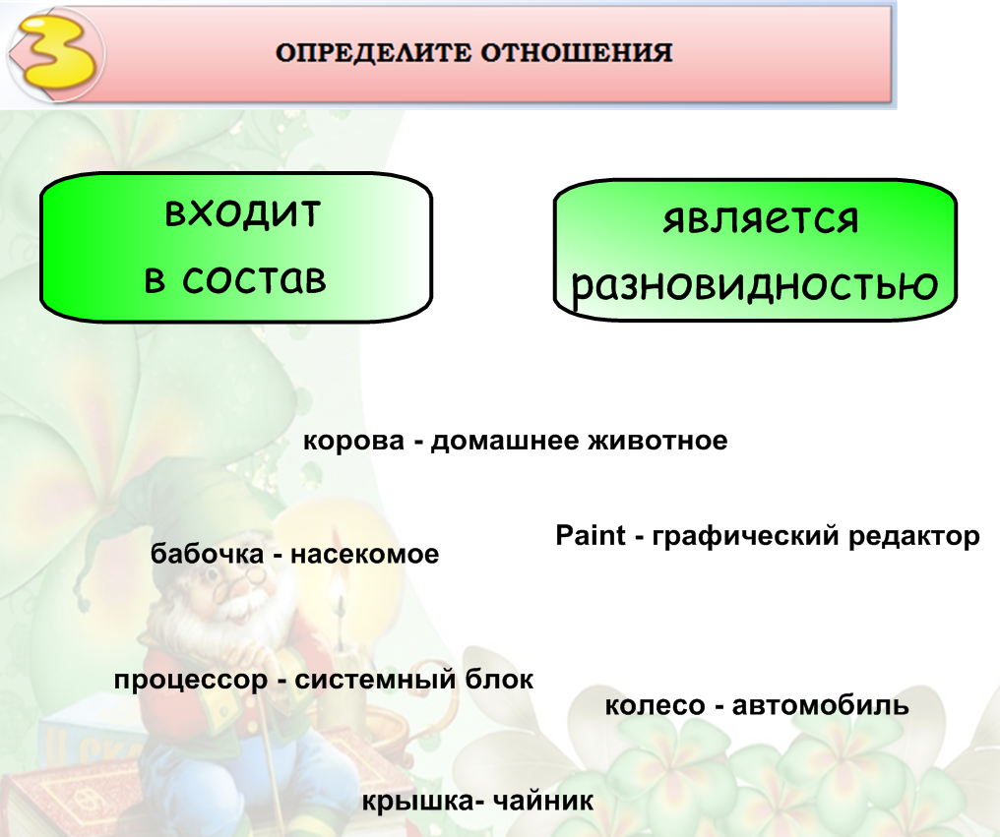 3
ОПРЕДЕЛИТЕ ОТНОШЕНИЯ
входит
в состав
является
разновидностью
корова - домашнее животное
Paint - графический редактор
бабочка - насекомое
процессор - системный блок
колесо - автомобиль
крышка- чайник